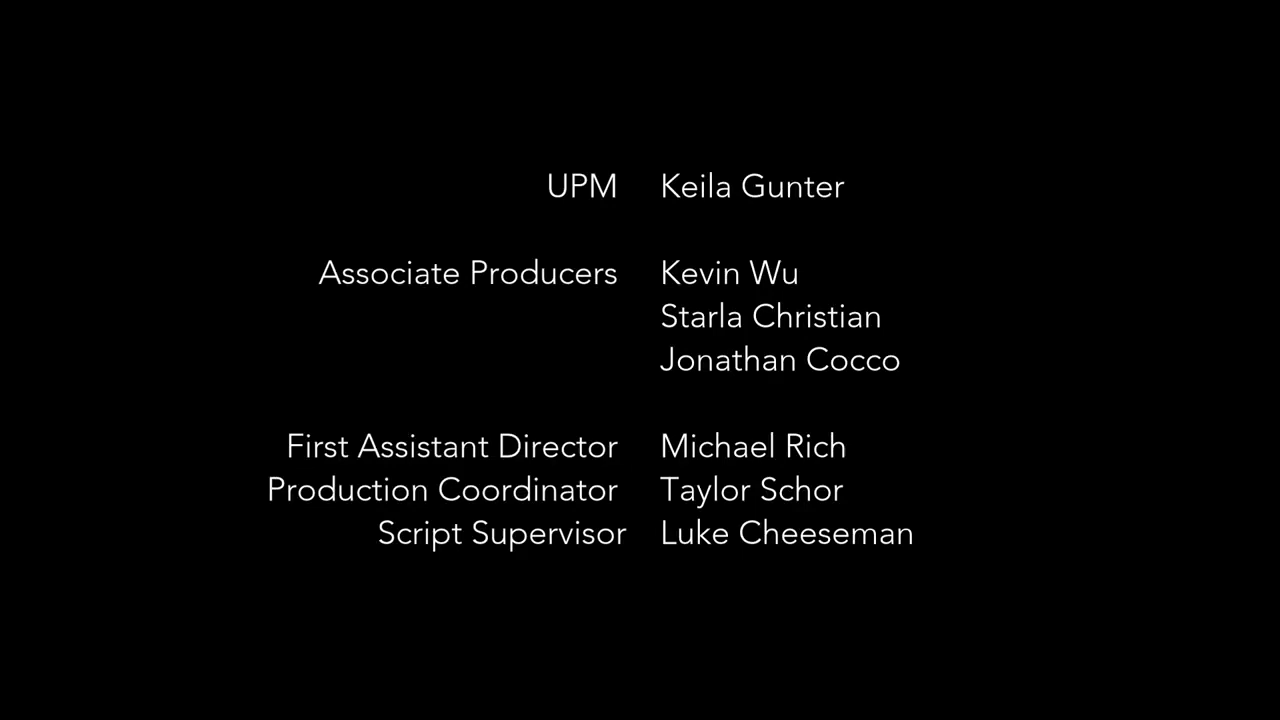 UPM Keila Gunter
Associate Producers Kevin Wu
Starla Christian
Jonathan Cocco
First Assistant Director Michael Rich
Production Coordinator Taylor Schor
Script Supervisor Luke Cheeseman